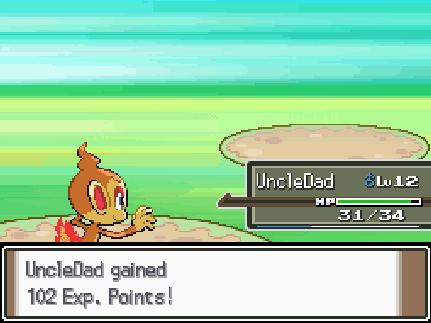 UncleDad ♂Lv12
HP
31/34
UncleDad gained
102 Exp. Points!